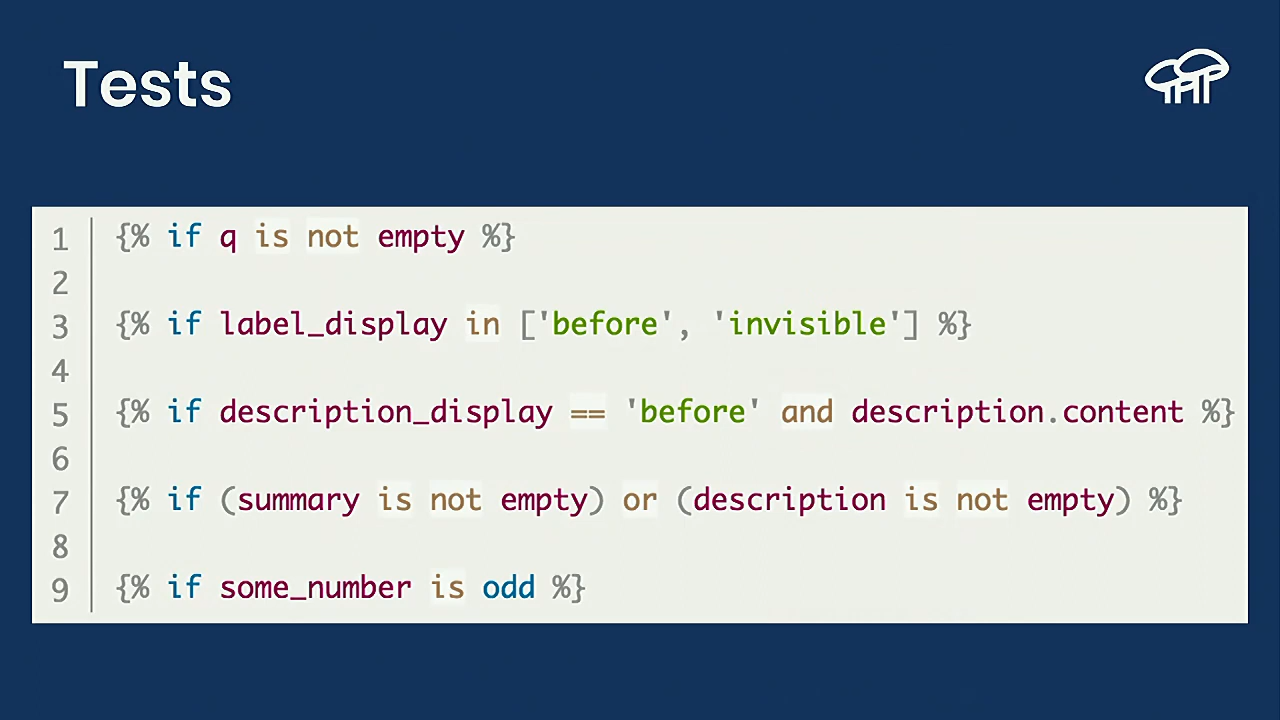 Tests
1 {% if q is not empty %}
2
3 {% if label_display in ['before', 'invisible'] %}
4
5 {% if description_display == 'before' and description.content %}
6
7 {% if (summary is not empty) or (description is not empty) %}
8
9 {% if some_number is odd %}